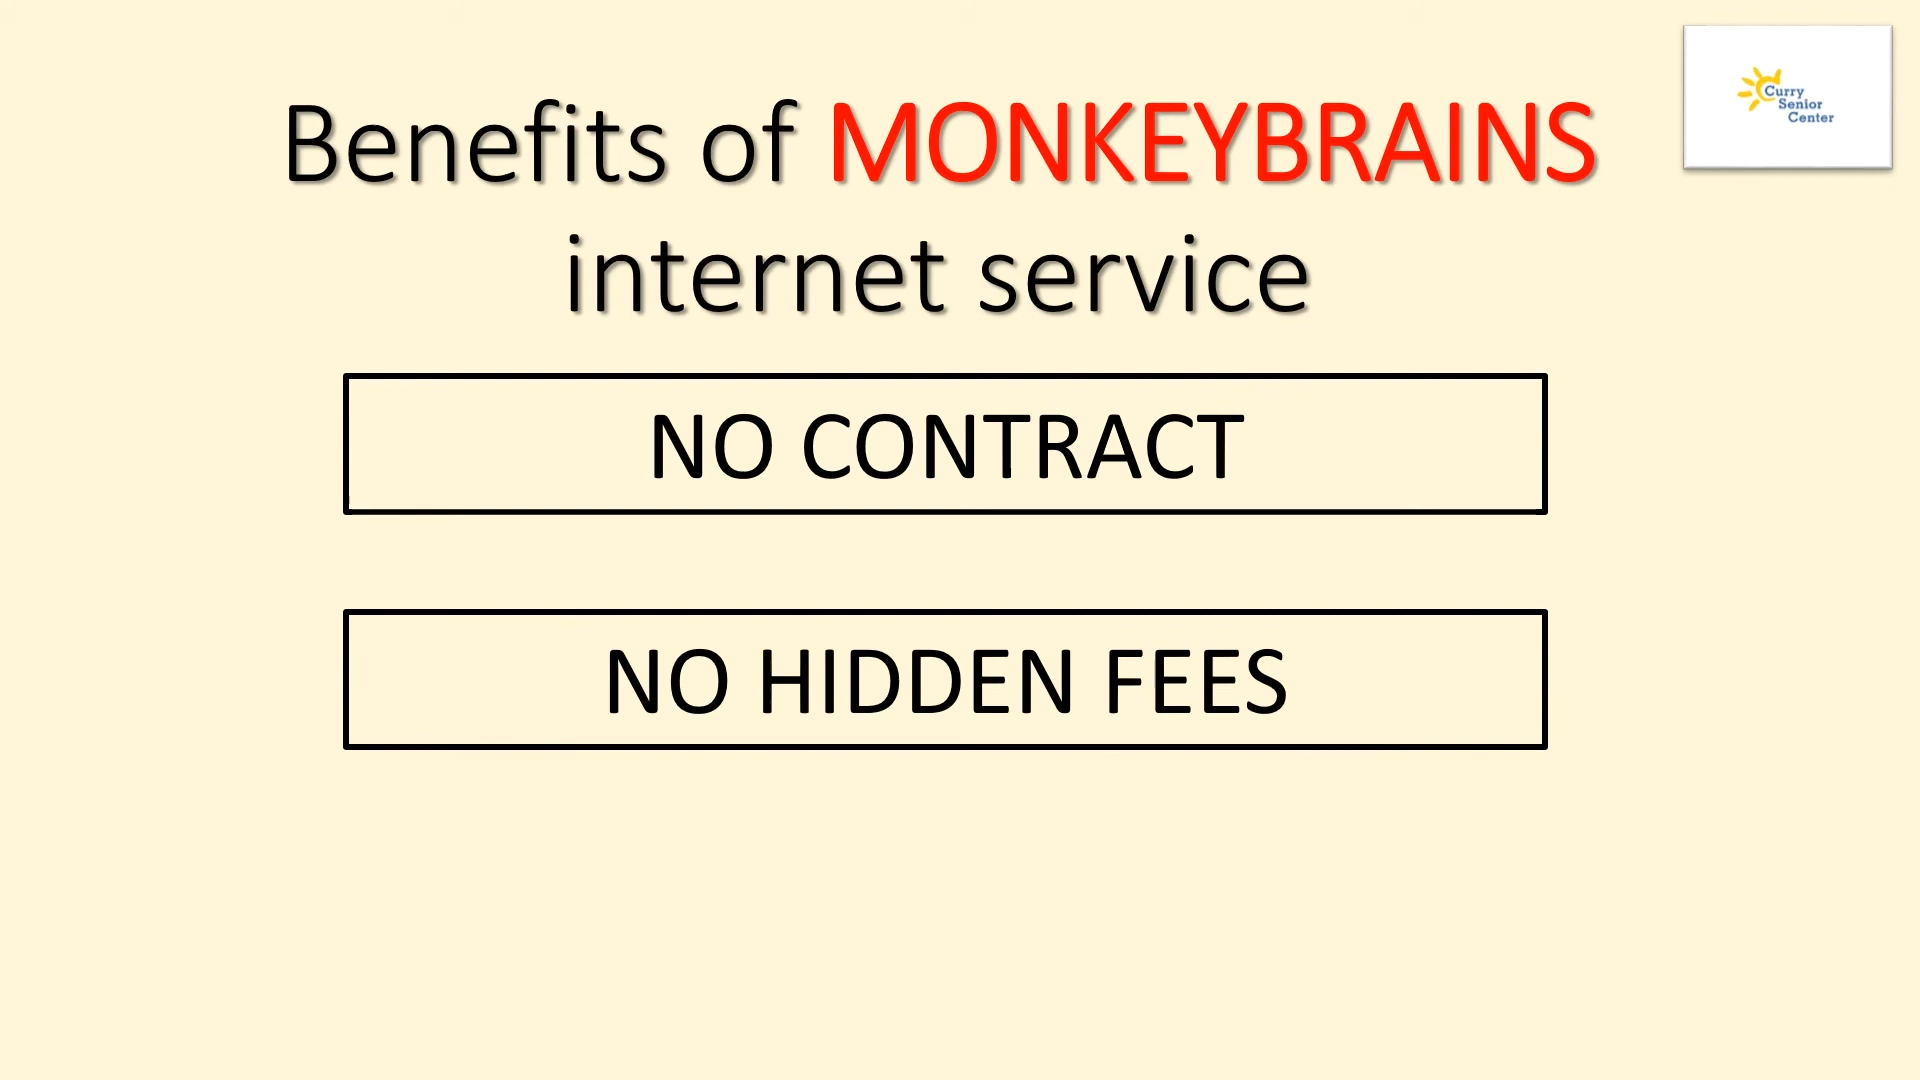 Benefits of MONKEYBRAINS
internet service
Curry
Senior
Center
NO CONTRACT
NO HIDDEN FEES